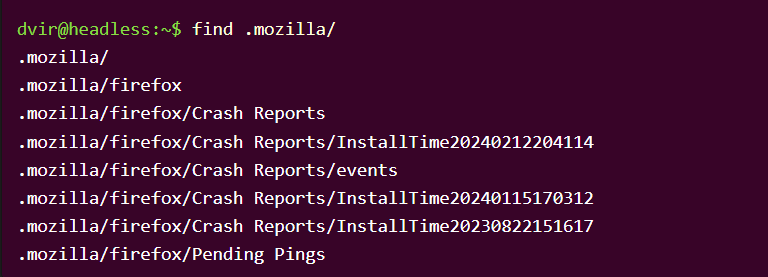 dvir@headless:~$ find .mozilla/
.mozilla/
.mozilla/firefox
.mozilla/firefox/Crash Reports
.mozilla/firefox/Crash Reports/InstallTime20240212204114
.mozilla/firefox/Crash Reports/events
.mozilla/firefox/Crash Reports/InstallTime20240115170312
.mozilla/firefox/Crash Reports/InstallTime20230822151617
.mozilla/firefox/Pending Pings